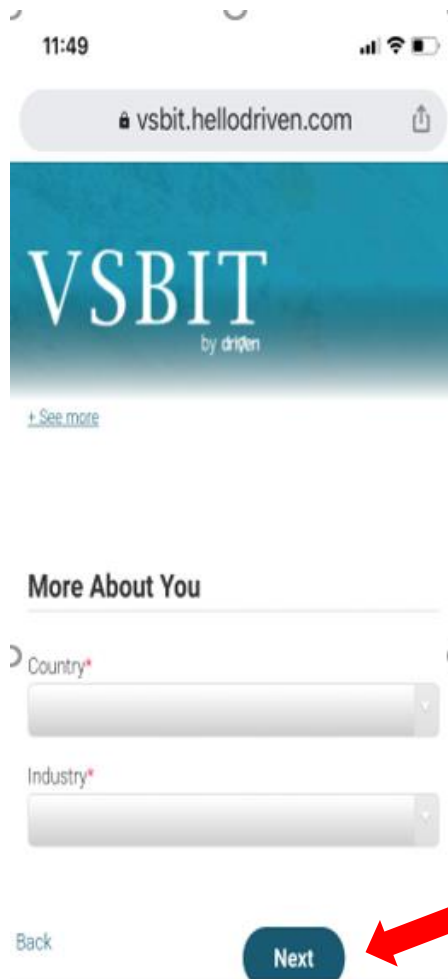 11:49
vsbit.hellodriven.com
VSBIT
by driven
+ See more
More About You
Country*
Industry*
Back
Next